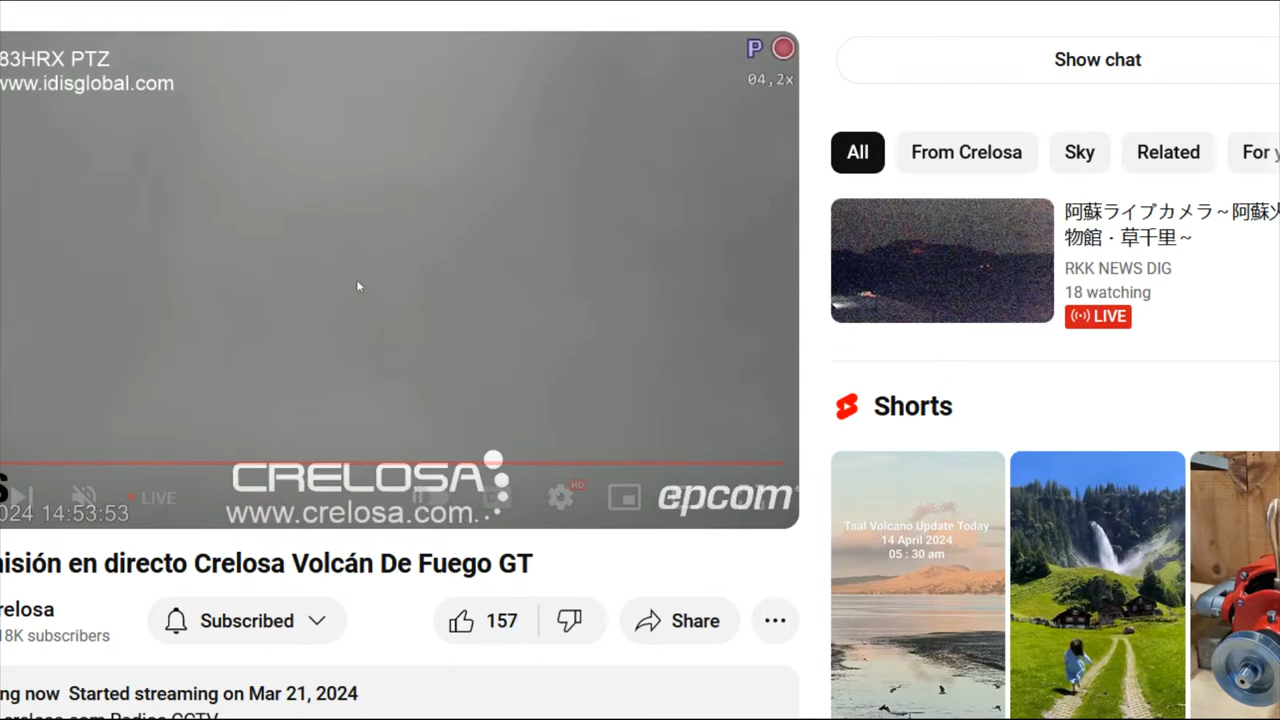 83HRX PTZ
www.idisglobal.com
P
04,2x
LIVE
HD
024 14:53:53
CRELOSA
www.crelosa.com
epcom
isión en directo Crelosa Volcán De Fuego GT
relosa
18K subscribers
Subscribed
157
Share
ng now Started streaming on Mar 21, 2024
Show chat
All
From Crelosa
Sky
Related
For y
阿蘇ライブカメラ～阿蘇火
物館・草千里～
RKK NEWS DIG
18 watching
LIVE
Shorts
Taal Volcano Update Today
14 April 2024
05 : 30 am